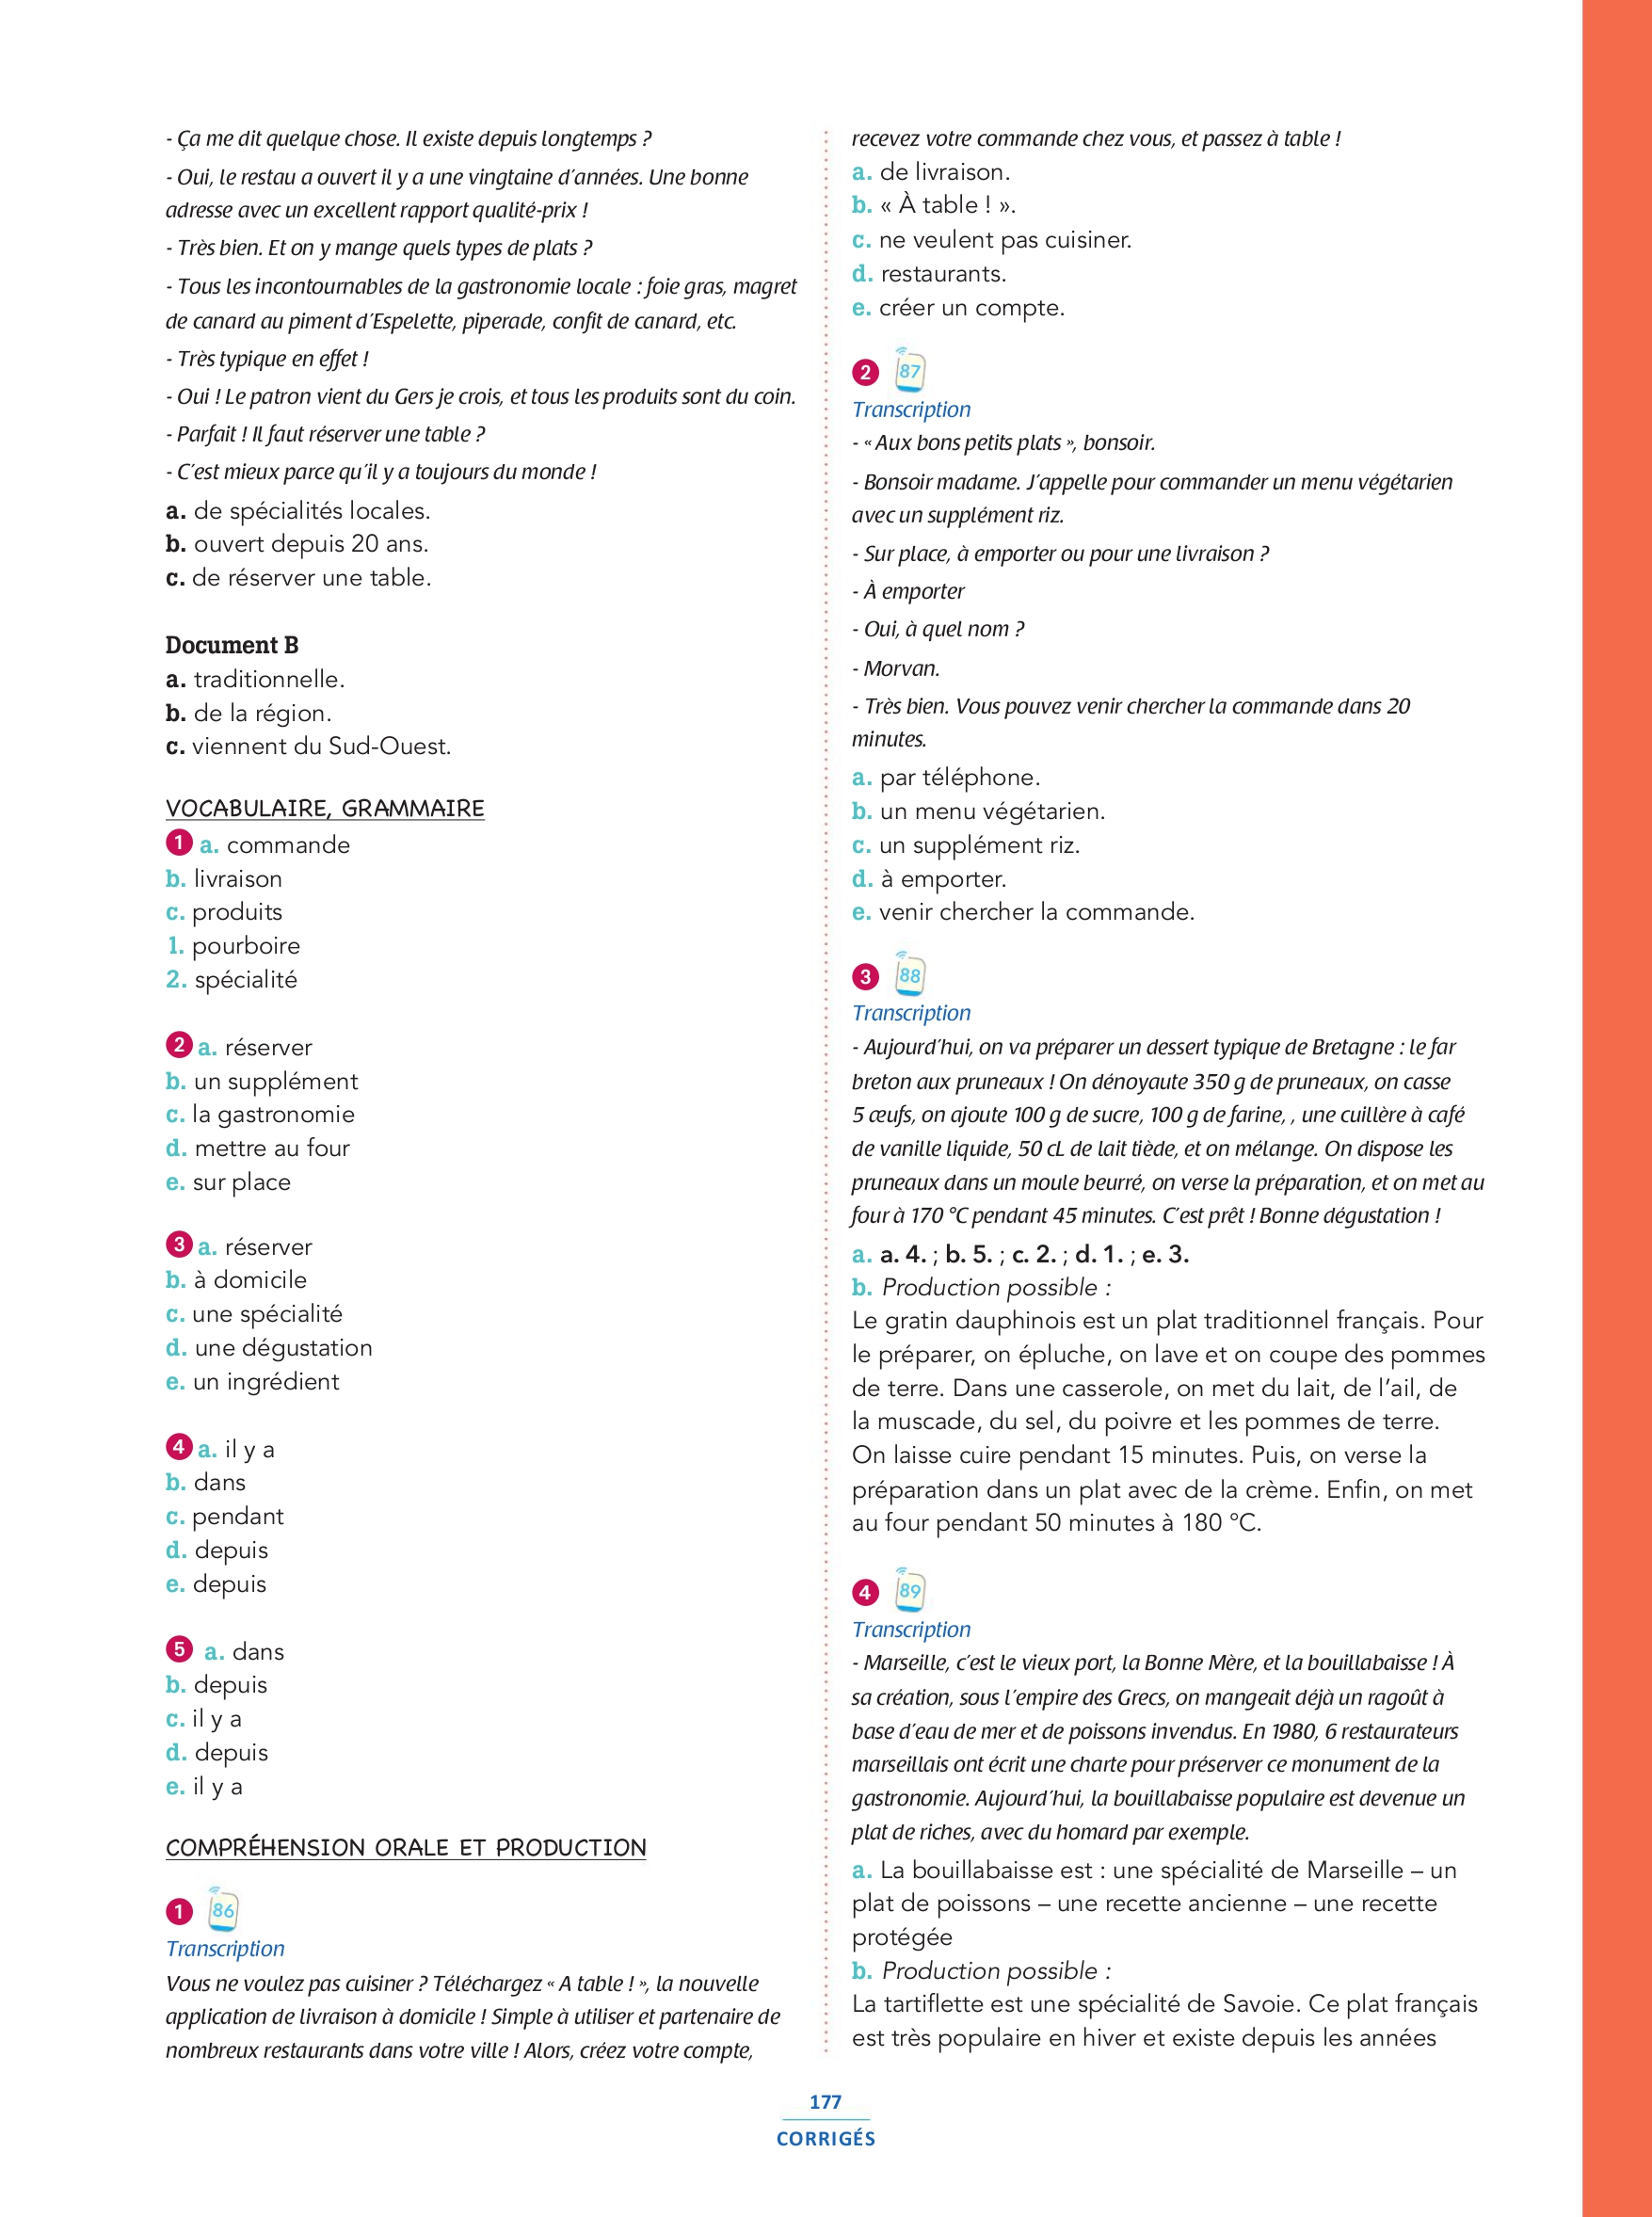 - Ça me dit quelque chose. Il existe depuis longtemps ?
- Oui, le restau a ouvert il y a une vingtaine d'années. Une bonne
adresse avec un excellent rapport qualité-prix !
- Très bien. Et on y mange quels types de plats ?
- Tous les incontournables de la gastronomie locale : foie gras, magret
de canard au piment d'Espelette, piperade, confit de canard, etc.
- Très typique en effet !
- Oui ! Le patron vient du Gers je crois, et tous les produits sont du coin.
- Parfait ! Il faut réserver une table ?
- C'est mieux parce qu'il y a toujours du monde !
a. de spécialités locales.
b. ouvert depuis 20 ans.
c. de réserver une table.
Document B
a. traditionnelle.
b. de la région.
c. viennent du Sud-Ouest.
VOCABULAIRE, GRAMMAIRE
1 a. commande
b. livraison
c. produits
1. pourboire
2. spécialité
2 a. réserver
b. un supplément
c. la gastronomie
d. mettre au four
e. sur place
3 a. réserver
b. à domicile
c. une spécialité
d. une dégustation
e. un ingrédient
4 a. il y a
b. dans
c. pendant
d. depuis
e. depuis
5 a. dans
b. depuis
c. il y a
d. depuis
e. il y a
COMPRÉHENSION ORALE ET PRODUCTION
1 86
Transcription
Vous ne voulez pas cuisiner ? Téléchargez « A table ! », la nouvelle
application de livraison à domicile ! Simple à utiliser et partenaire de
nombreux restaurants dans votre ville ! Alors, créez votre compte,
recevez votre commande chez vous, et passez à table !
a. de livraison.
b. « À table ! ».
c. ne veulent pas cuisiner.
d. restaurants.
e. créer un compte.
2 87
Transcription
- « Aux bons petits plats », bonsoir.
- Bonsoir madame. J'appelle pour commander un menu végétarien
avec un supplément riz.
- Sur place, à emporter ou pour une livraison ?
- À emporter
- Oui, à quel nom ?
- Morvan.
- Très bien. Vous pouvez venir chercher la commande dans 20
minutes.
a. par téléphone.
b. un menu végétarien.
c. un supplément riz.
d. à emporter.
e. venir chercher la commande.
3 88
Transcription
- Aujourd'hui, on va préparer un dessert typique de Bretagne : le far
breton aux pruneaux ! On dénoyaute 350 g de pruneaux, on casse
5 œufs, on ajoute 100 g de sucre, 100 g de farine, , une cuillère à café
de vanille liquide, 50 cL de lait tiède, et on mélange. On dispose les
pruneaux dans un moule beurré, on verse la préparation, et on met au
four à 170 °C pendant 45 minutes. C'est prêt ! Bonne dégustation !
a. a. 4. ; b. 5. ; c. 2. ; d. 1. ; e. 3.
b. Production possible :
Le gratin dauphinois est un plat traditionnel français. Pour
le préparer, on épluche, on lave et on coupe des pommes
de terre. Dans une casserole, on met du lait, de l'ail, de
la muscade, du sel, du poivre et les pommes de terre.
On laisse cuire pendant 15 minutes. Puis, on verse la
préparation dans un plat avec de la crème. Enfin, on met
au four pendant 50 minutes à 180 °C.
4 89
Transcription
- Marseille, c'est le vieux port, la Bonne Mère, et la bouillabaisse ! À
sa création, sous l'empire des Grecs, on mangeait déjà un ragoût à
base d'eau de mer et de poissons invendus. En 1980, 6 restaurateurs
marseillais ont écrit une charte pour préserver ce monument de la
gastronomie. Aujourd'hui, la bouillabaisse populaire est devenue un
plat de riches, avec du homard par exemple.
a. La bouillabaisse est : une spécialité de Marseille – un
plat de poissons – une recette ancienne – une recette
protégée
b. Production possible :
La tartiflette est une spécialité de Savoie. Ce plat français
est très populaire en hiver et existe depuis les années
177
CORRIGÉS